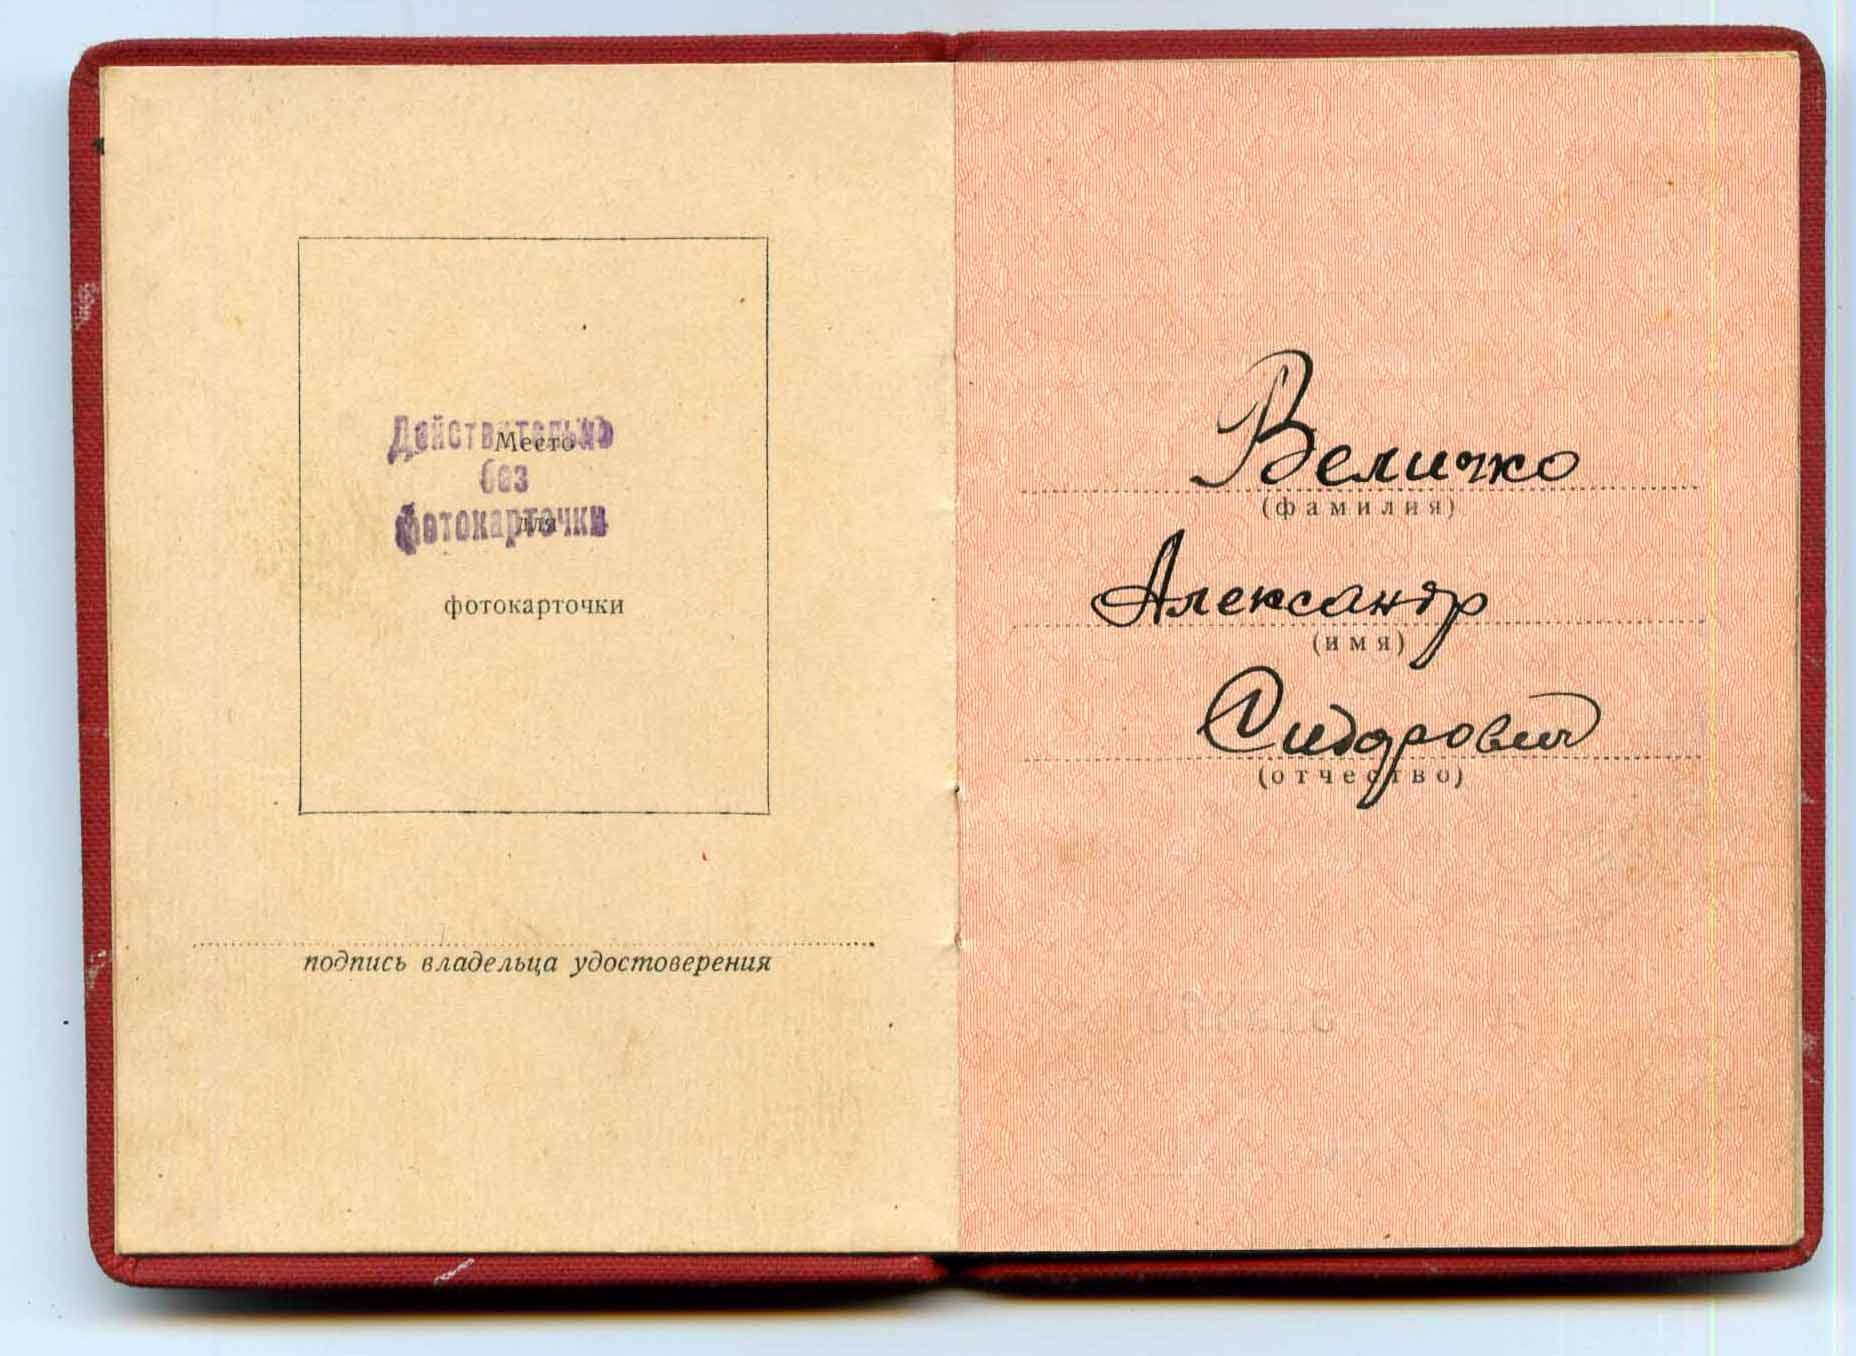 Действительно
Место
без
фотокарточки
для
фотокарточки
подпись владельца удостоверения
Величко
(фамилия)
Александр
(имя)
Сидорович
(отчество)